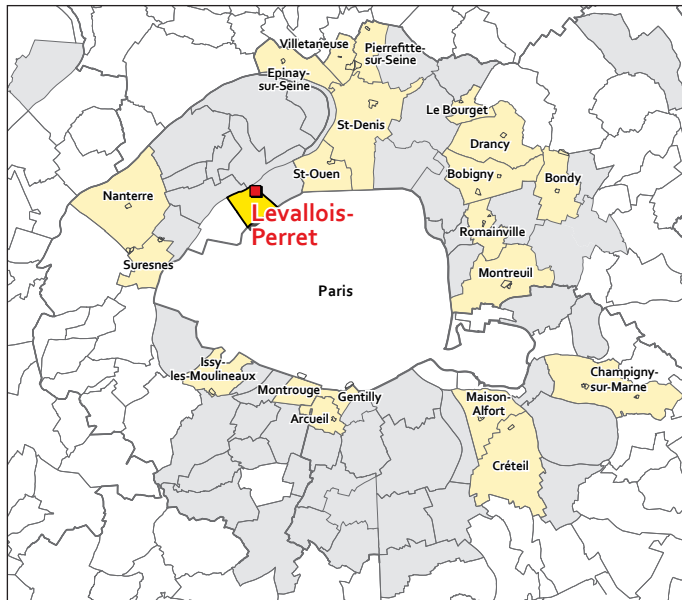 Villetaneuse
Pierrefitte-
sur-Seine
Epinay-
sur-Seine
Le Bourget
St-Denis
Drancy
St-Ouen
Bobigny
Bondy
Nanterre
Levallois-
Perret
Romainville
Suresnes
Montreuil
Paris
Issy
les-Moulineaux
Champigny-
sur-Marne
Montrouge
Gentilly
Maison-
Alfort
Arcueil
Créteil